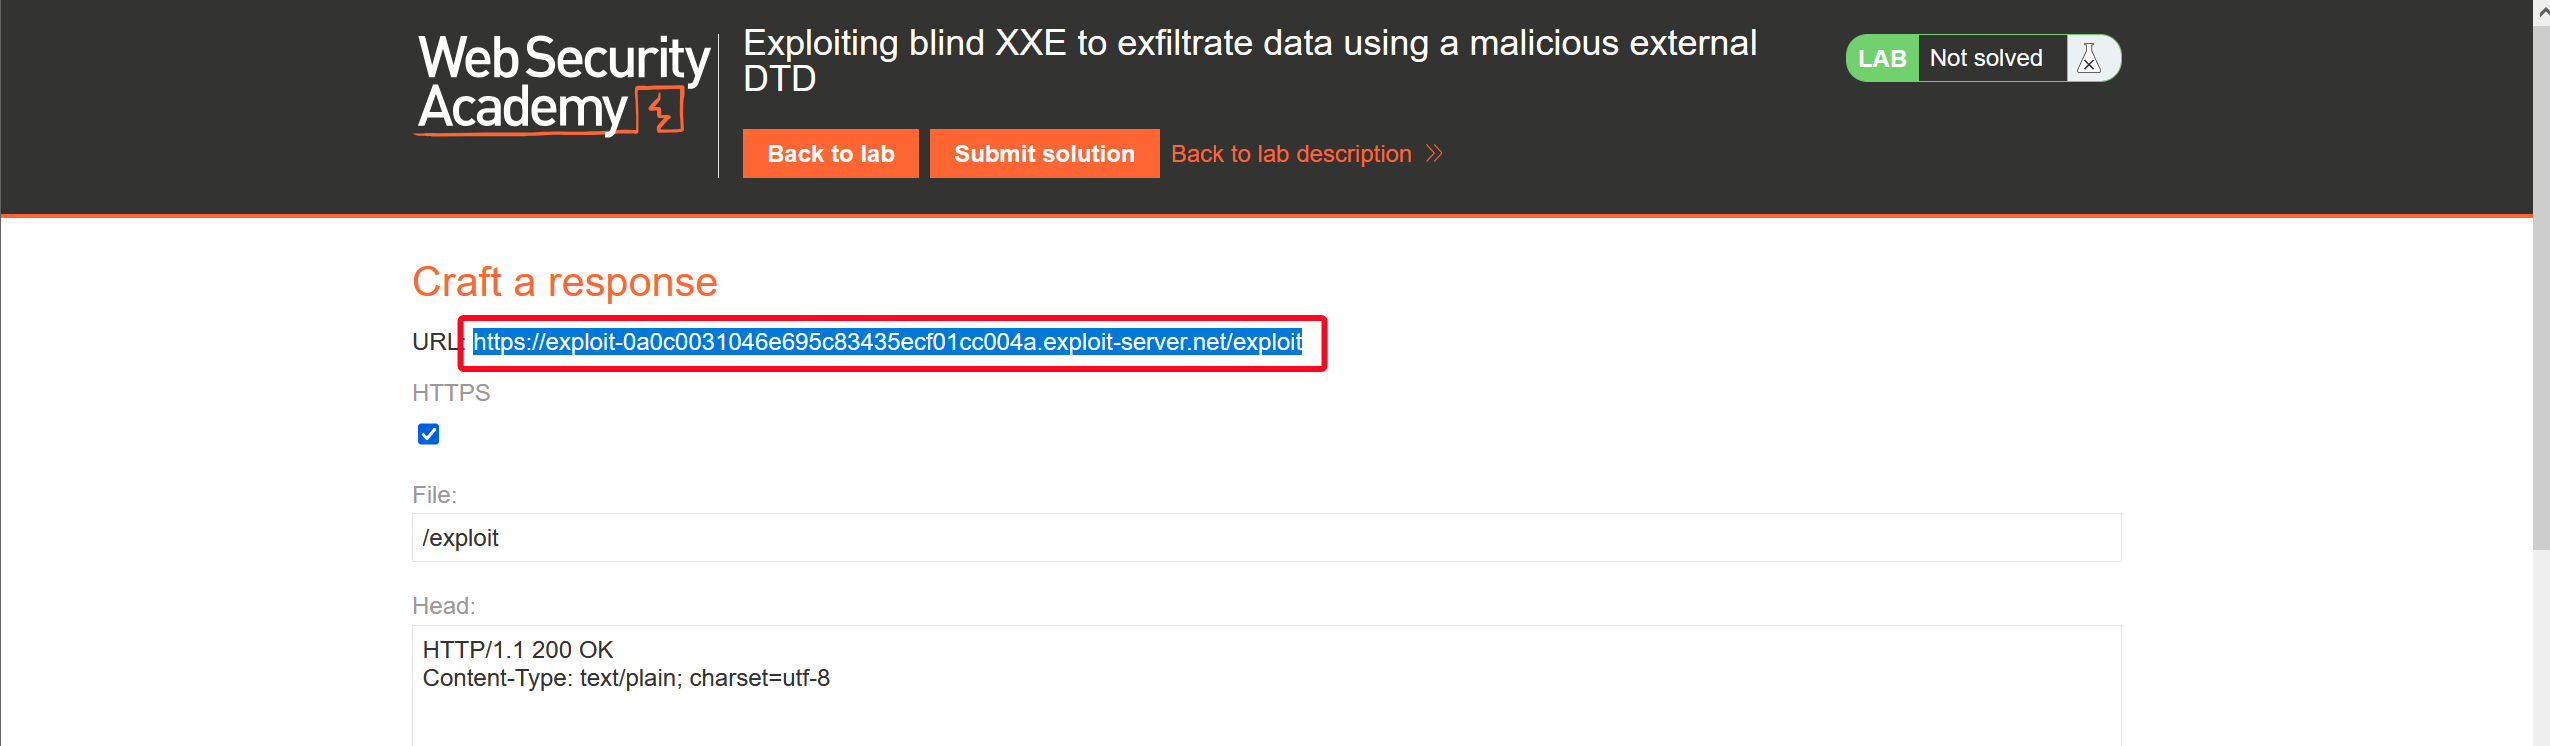 Web Security
Academy
Exploiting blind XXE to exfiltrate data using a malicious external
DTD
LAB Not solved
Back to lab
Submit solution
Back to lab description
Craft a response
URL: https://exploit-0a0c0031046e695c83435ecf01cc004a.exploit-server.net/exploit
HTTPS
File:
/exploit
Head:
HTTP/1.1 200 OK
Content-Type: text/plain; charset=utf-8